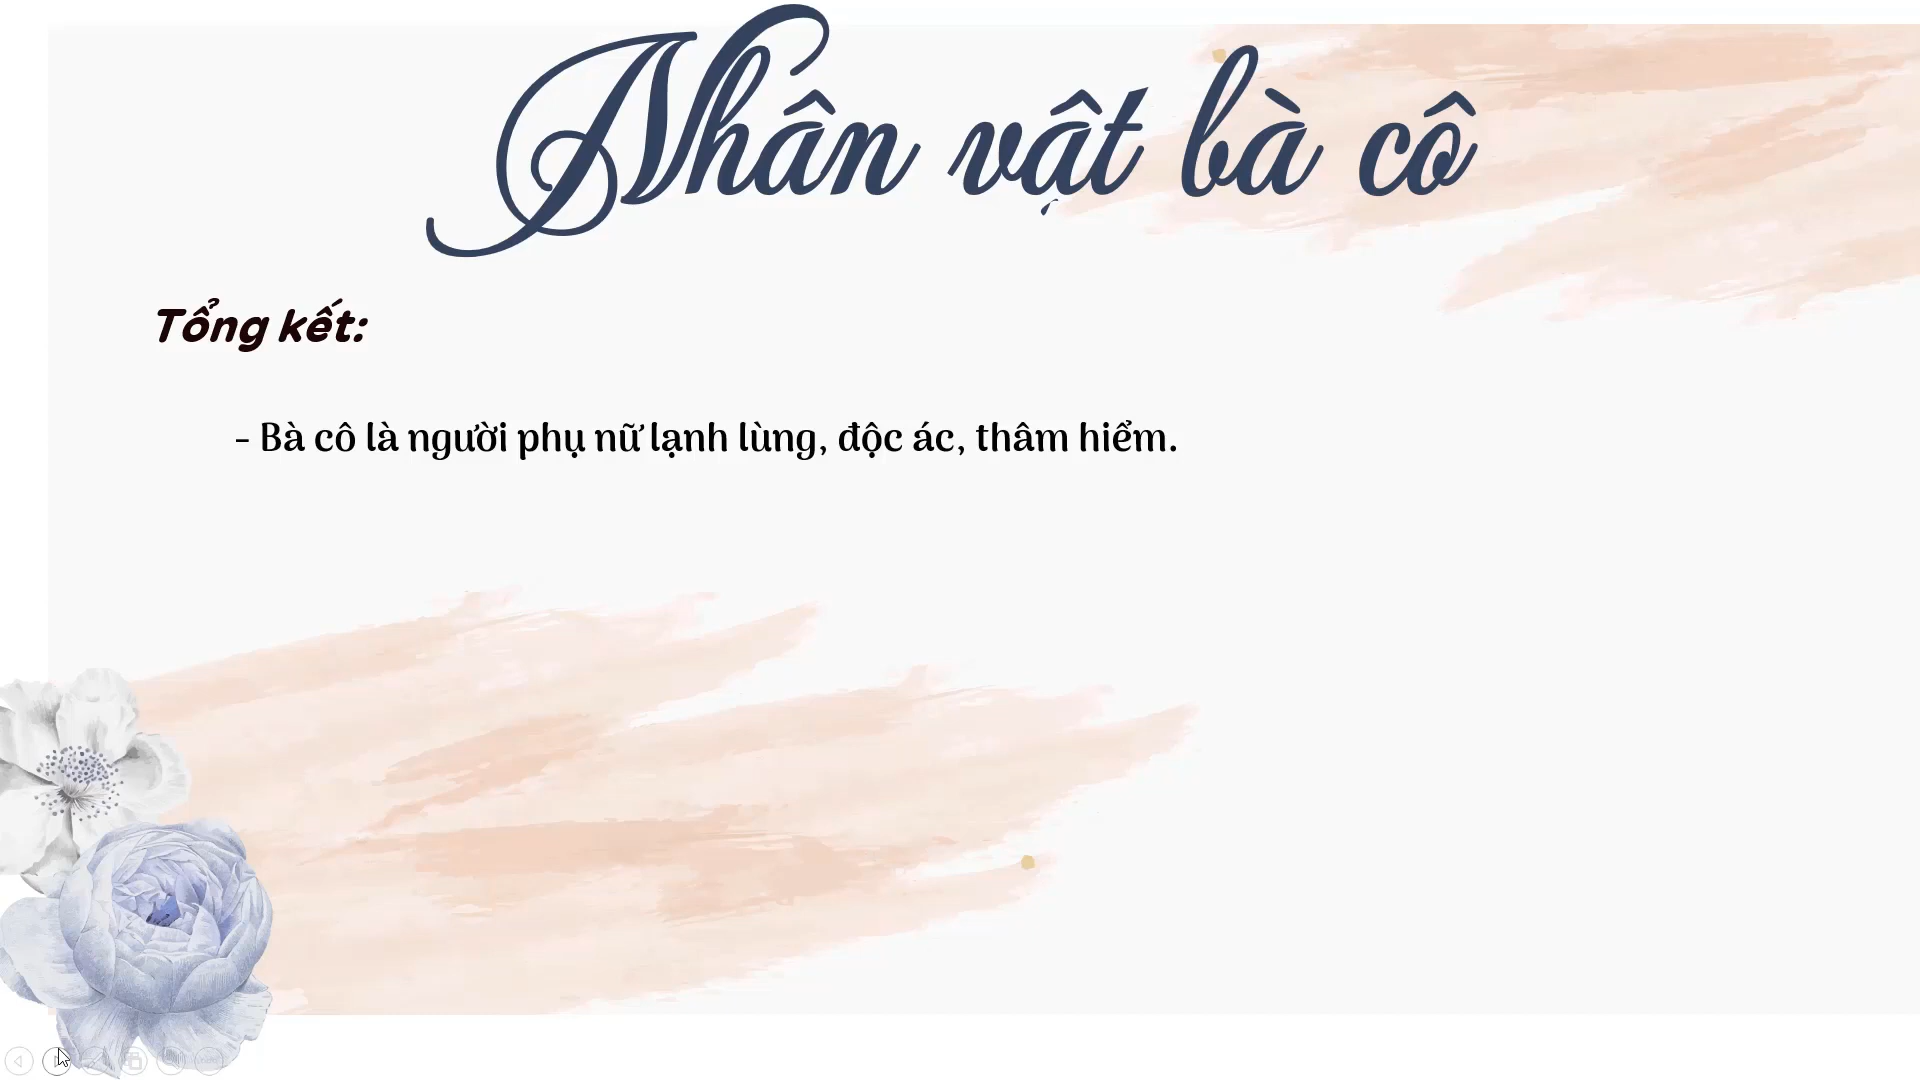 Nhân vật bà cô
Tổng kết:
- Bà cô là người phụ nữ lạnh lùng, độc ác, thâm hiểm.